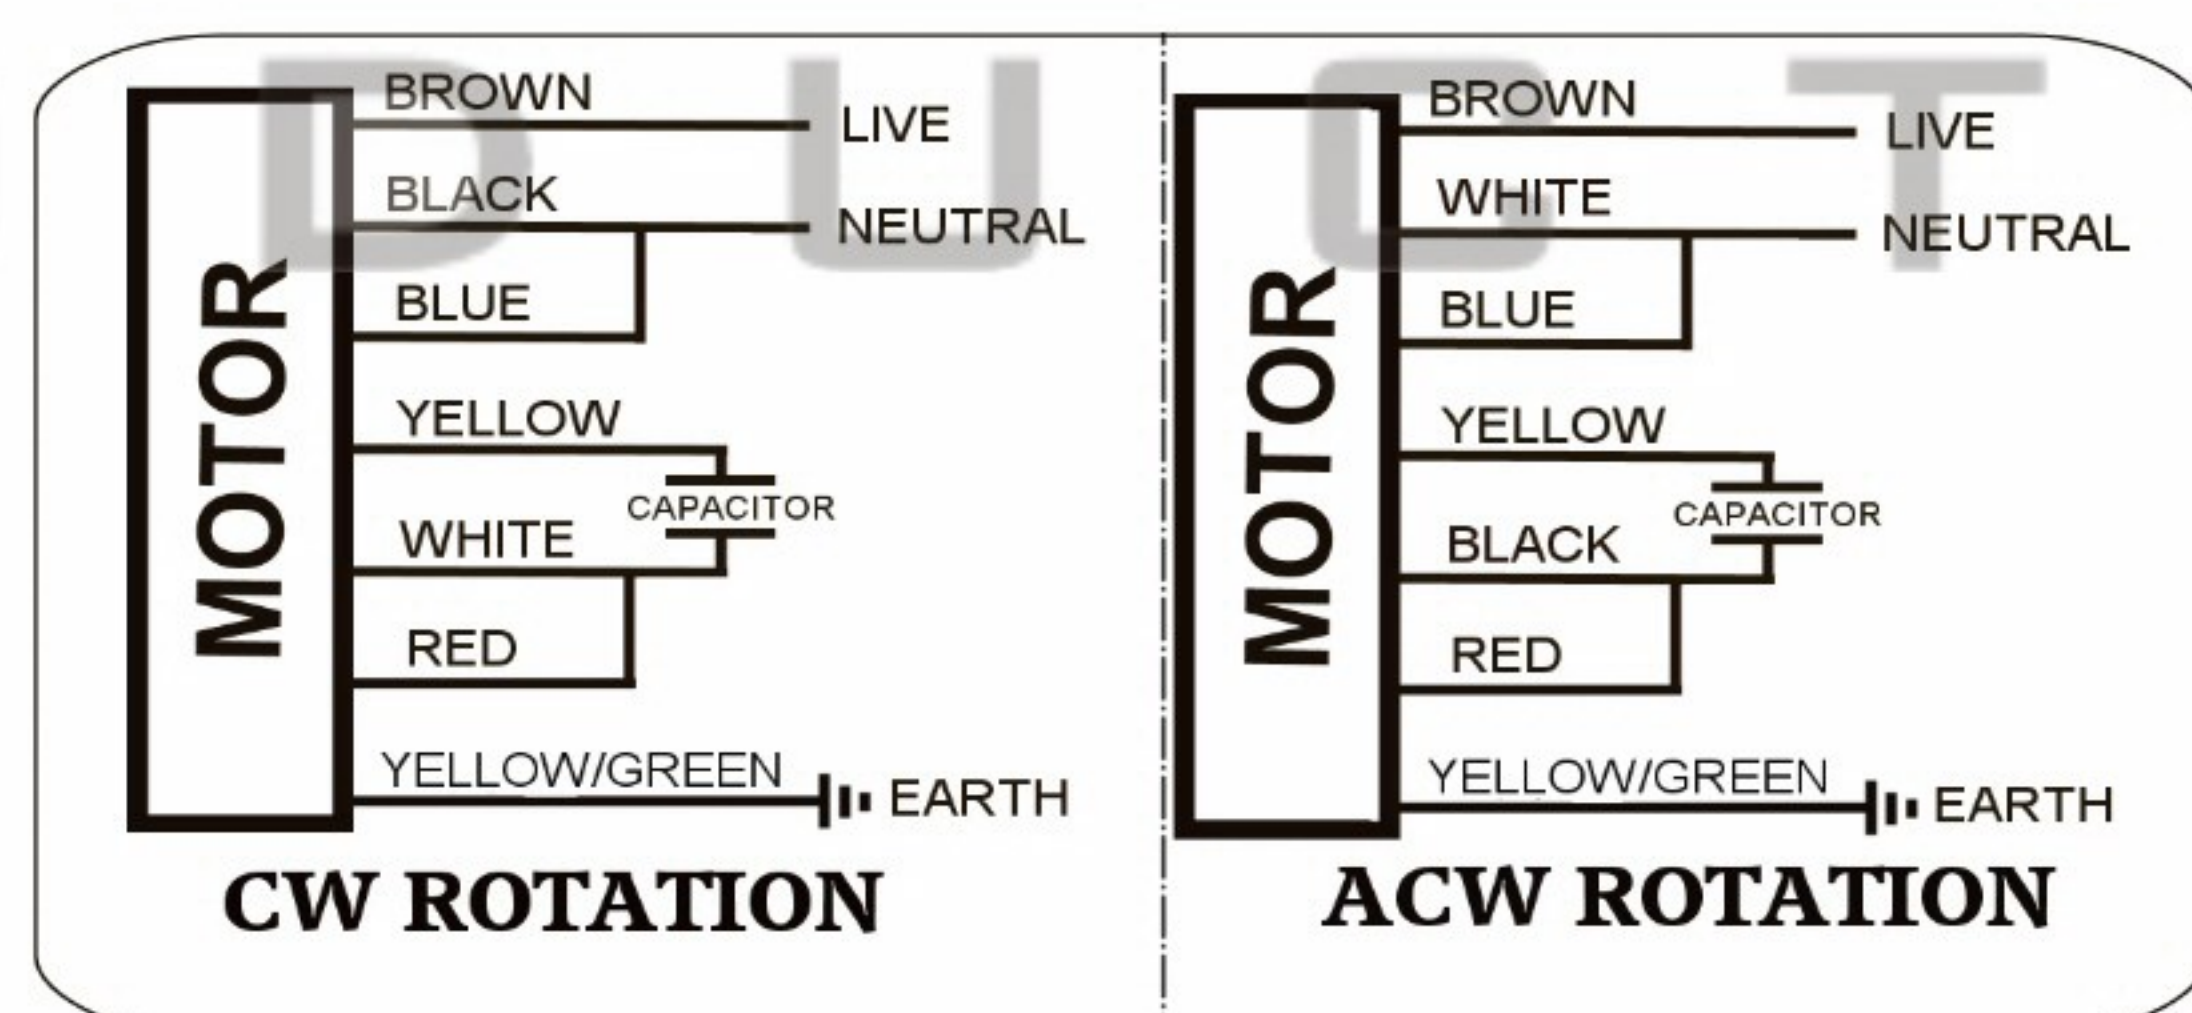 DUCT
BROWN
LIVE
BLACK
NEUTRAL
BLUE
YELLOW
CAPACITOR
WHITE
RED
YELLOW/GREEN
EARTH
MOTOR
CW ROTATION
BROWN
LIVE
WHITE
NEUTRAL
BLUE
YELLOW
CAPACITOR
BLACK
RED
YELLOW/GREEN
EARTH
MOTOR
ACW ROTATION